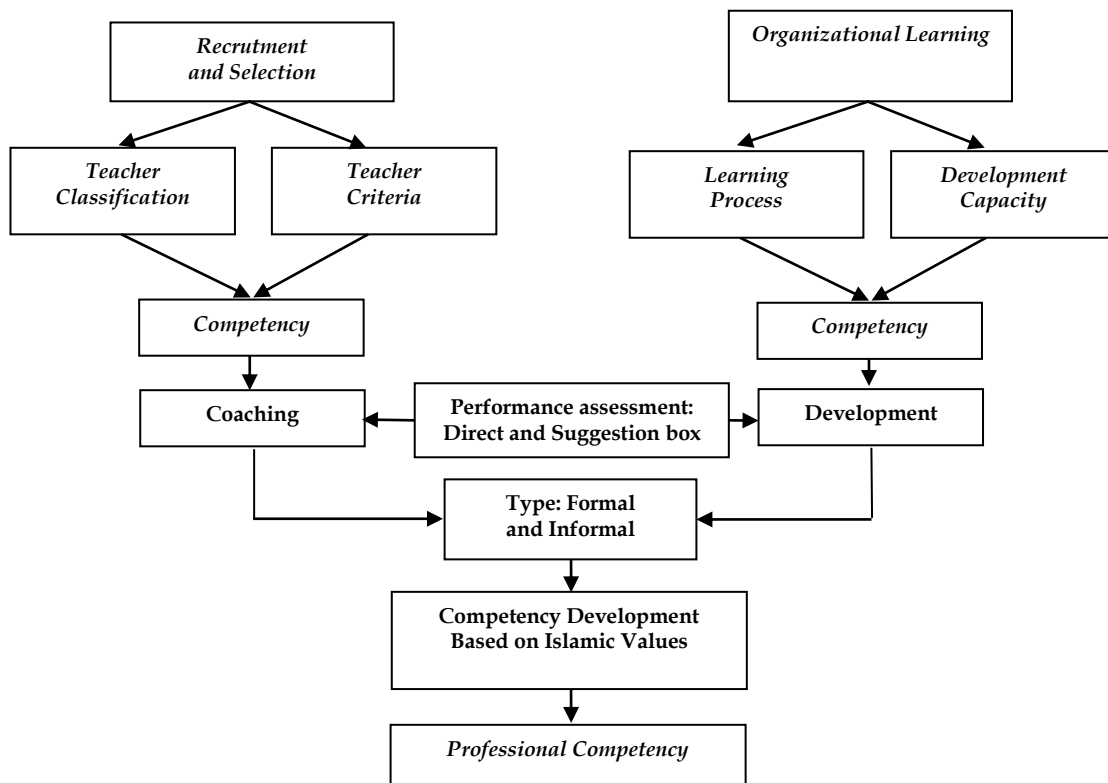 Recrutment
and Selection
Organizational Learning
Teacher
Classification
Teacher
Criteria
Learning
Process
Development
Capacity
Competency
Competency
Coaching
Performance assessment:
Direct and Suggestion box
Development
Type: Formal
and Informal
Competency Development
Based on Islamic Values
Professional Competency